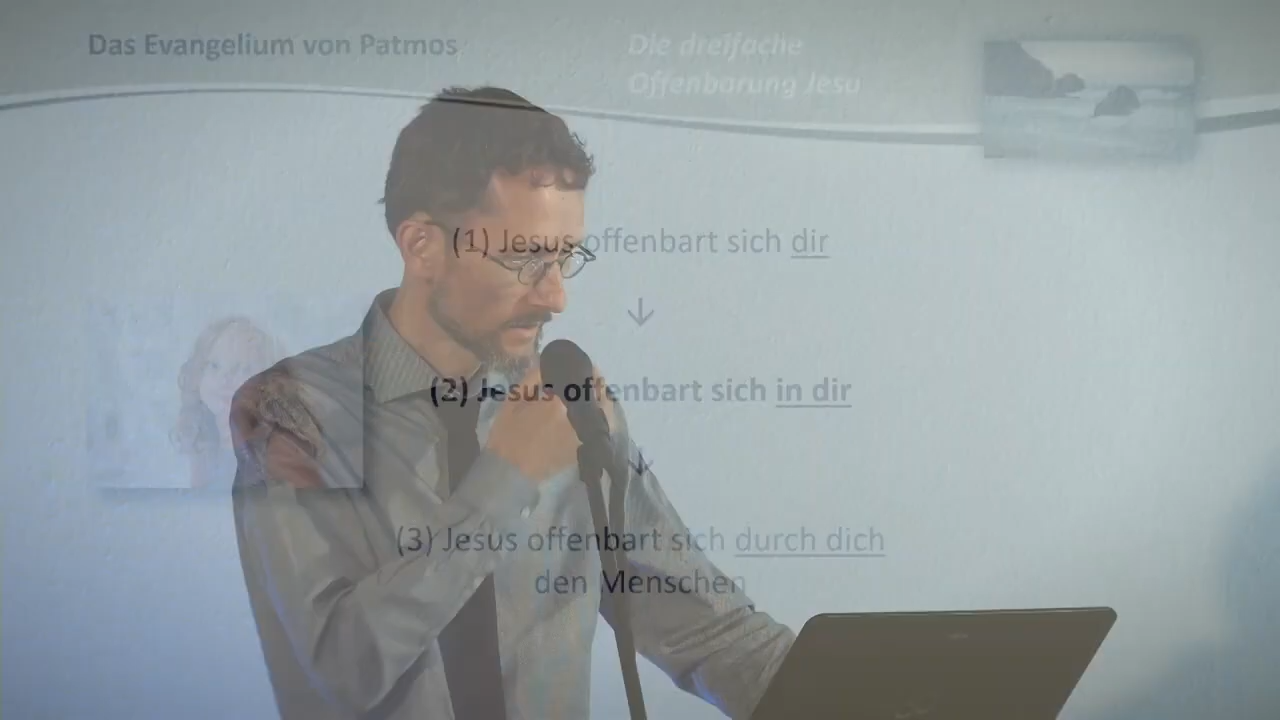 Das Evangelium von Patmos
Die dreifache
Offenbarung Jesu
(1) Jesus offenbart sich dir
↓
(2) Jesus offenbart sich in dir
↓
(3) Jesus offenbart sich durch dich
den Menschen